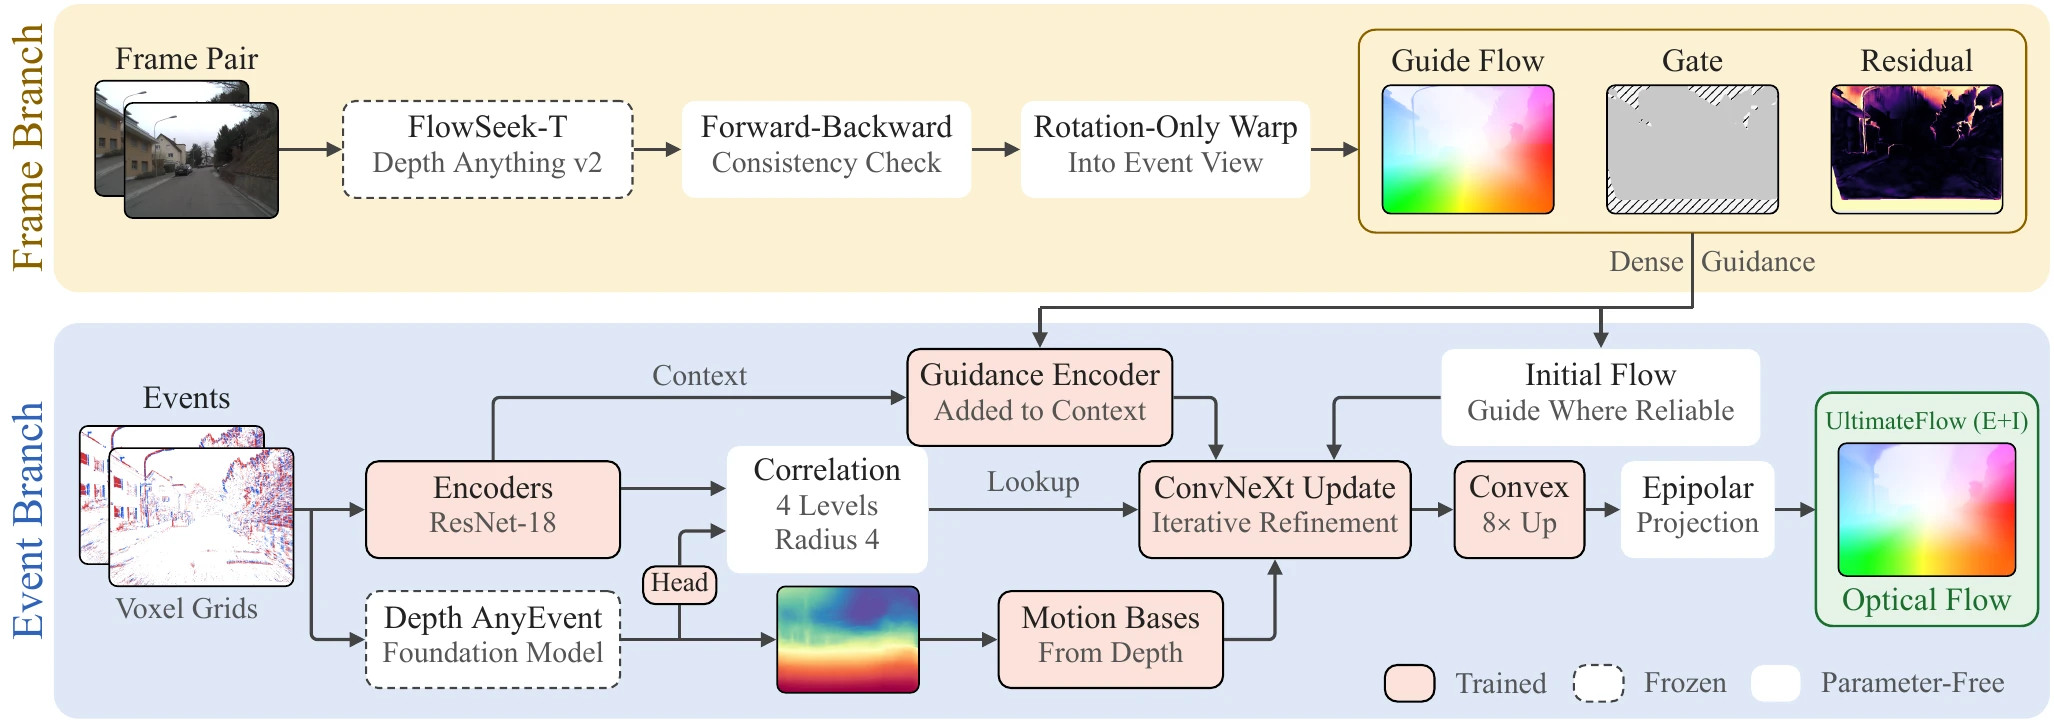 Frame Branch
Frame Pair
FlowSeek-T
Depth Anything v2
Forward-Backward
Consistency Check
Rotation-Only Warp
Into Event View
Guide Flow
Gate
Residual
Dense Guidance
Event Branch
Events
Voxel Grids
Context
Encoders
ResNet-18
Depth AnyEvent
Foundation Model
Head
Correlation
4 Levels
Radius 4
Lookup
Guidance Encoder
Added to Context
Initial Flow
Guide Where Reliable
ConvNeXt Update
Iterative Refinement
Motion Bases
From Depth
Convex
8× Up
Epipolar
Projection
UltimateFlow (E+I)
Optical Flow
Trained
Frozen
Parameter-Free